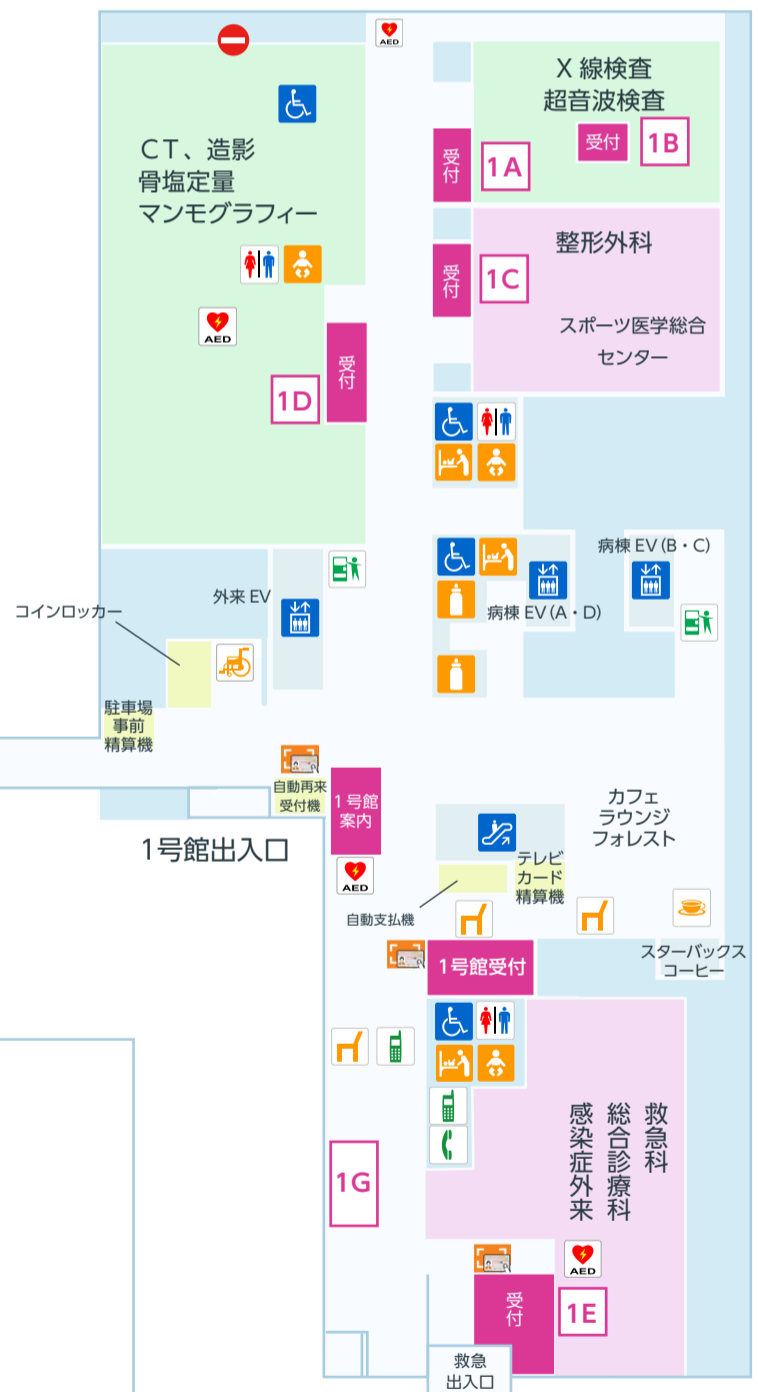 AED
X線検査
超音波検査
受付
1B
受付
1A
CT、造影
骨塩定量
マンモグラフィー
整形外科
受付
1C
スポーツ医学総合
センター
AED
受付
1D
病棟EV(B・C)
外来EV
病棟EV(A・D)
コインロッカー
駐車場
事前
精算機
自動再来
受付機
1号館
案内
カフェ
ラウンジ
フォレスト
1号館出入口
AED
テレビ
カード
精算機
自動支払機
1号館受付
スターバックス
コーヒー
救急科
総合診療科
感染症外来
1G
AED
受付
1E
救急
出入口